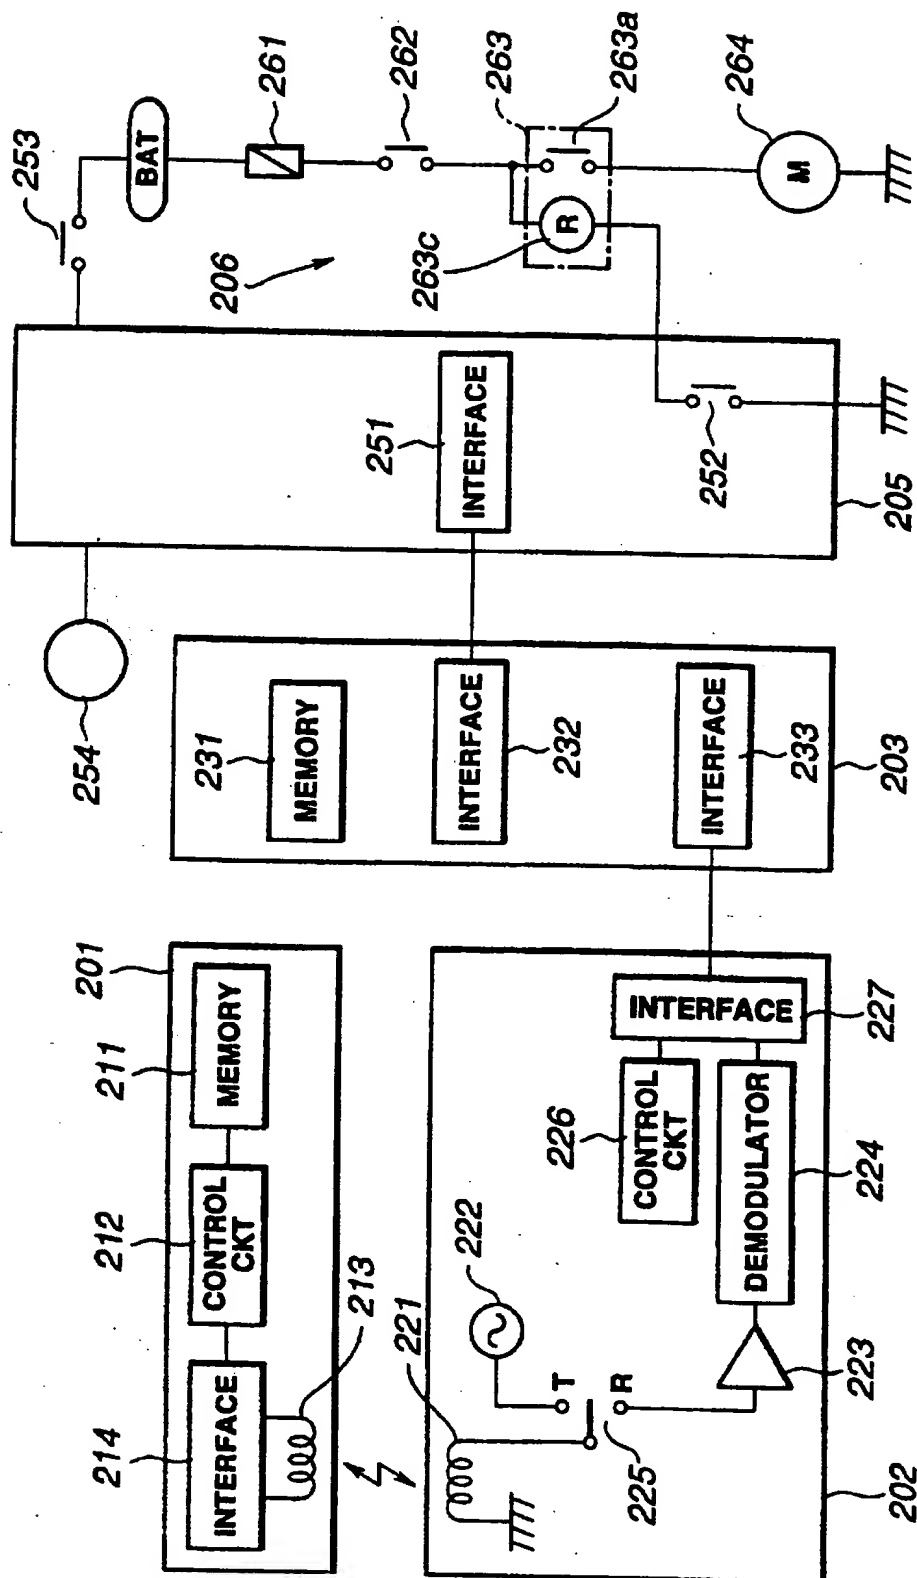 201
211
MEMORY
212
CONTROL
CKT
214
INTERFACE
213
221
222
T
R
225
223
DEMODULATOR
224
226
CONTROL
CKT
INTERFACE
227
202
254
231
MEMORY
INTERFACE
232
INTERFACE
233
203
251
INTERFACE
252
205
253
BAT
206
261
262
263
263a
263c
R
264
M